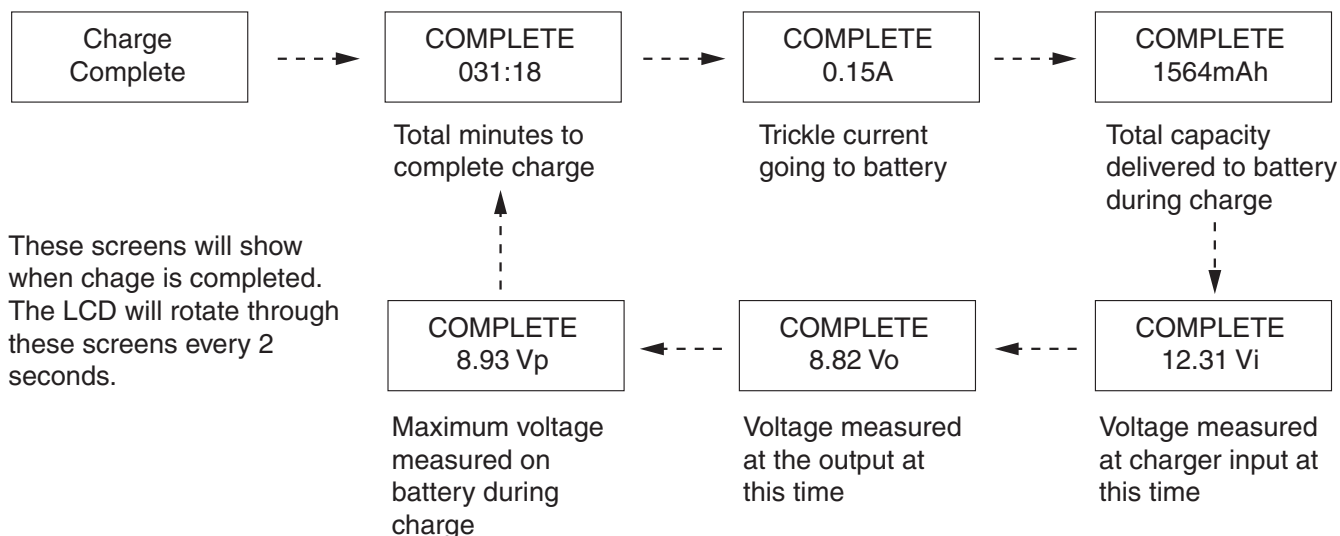 Charge
Complete
COMPLETE
031:18
COMPLETE
0.15A
COMPLETE
1564mAh
Total minutes to
complete charge
Trickle current
going to battery
Total capacity
delivered to battery
during charge
These screens will show
when chage is completed.
The LCD will rotate through
these screens every 2
seconds.
COMPLETE
8.93 Vp
COMPLETE
8.82 Vo
COMPLETE
12.31 Vi
Maximum voltage
measured on
battery during
charge
Voltage measured
at the output at
this time
Voltage measured
at charger input at
this time